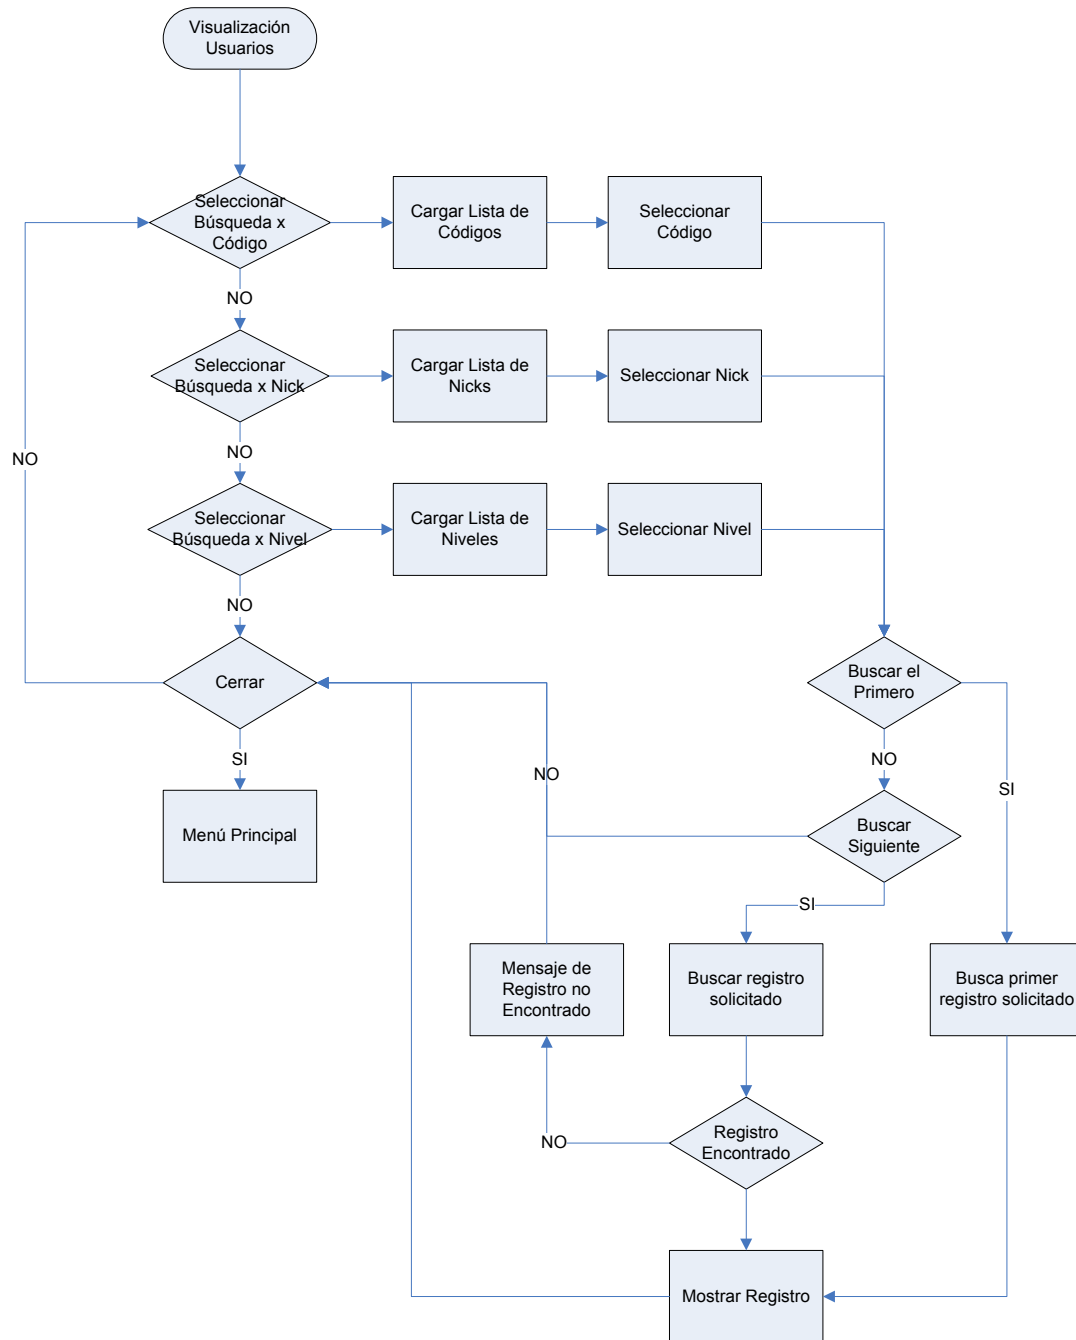 Visualización
Usuarios
Seleccionar
Búsqueda x
Código
Cargar Lista de
Códigos
Seleccionar
Código
NO
Seleccionar
Búsqueda x Nick
Cargar Lista de
Nicks
Seleccionar Nick
NO
NO
Seleccionar
Búsqueda x Nivel
Cargar Lista de
Niveles
Seleccionar Nivel
NO
Cerrar
Buscar el
Primero
SI
NO
NO
SI
Menú Principal
Buscar
Siguiente
SI
Mensaje de
Registro no
Encontrado
Buscar registro
solicitado
Busca primer
registro solicitado
NO
Registro
Encontrado
Mostrar Registro